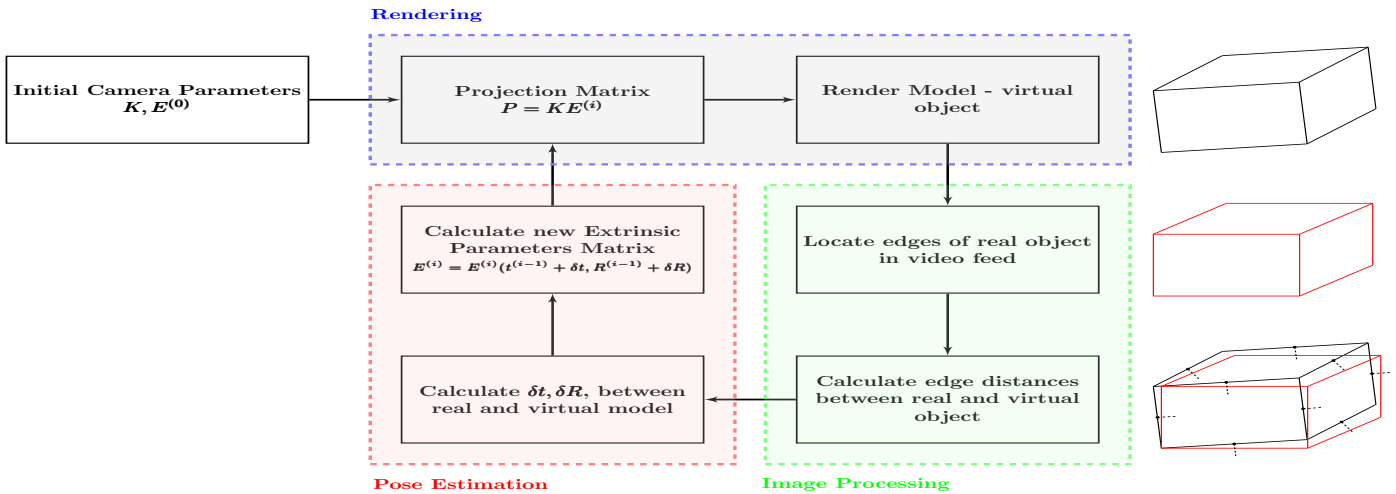 Rendering
Initial Camera Parameters
K, E⁽⁰⁾
Projection Matrix
P = KE⁽ⁱ⁾
Render Model - virtual
object
Calculate new Extrinsic
Parameters Matrix
E⁽ⁱ⁾ = E⁽ⁱ⁾(t⁽ⁱ⁻¹⁾ + δt, R⁽ⁱ⁻¹⁾ + δR)
Locate edges of real object
in video feed
Calculate δt, δR, between
real and virtual model
Calculate edge distances
between real and virtual
object
Pose Estimation
Image Processing